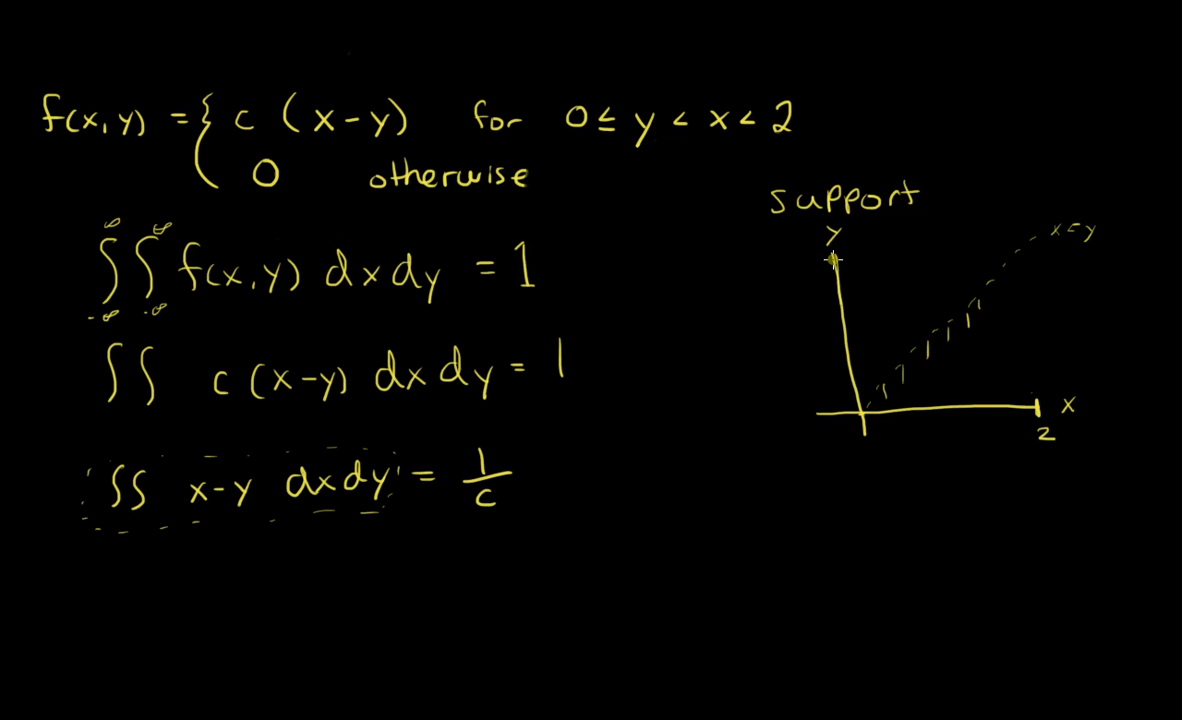 f(x,y) = { c (x-y) for 0 ≤ y < x < 2
0 otherwise
support
y
x=y
∫_{-∞}^{∞} ∫_{-∞}^{∞} f(x,y) dx dy = 1
∫∫ c (x-y) dx dy = 1
x
2
∫∫ x-y dx dy = 1/c